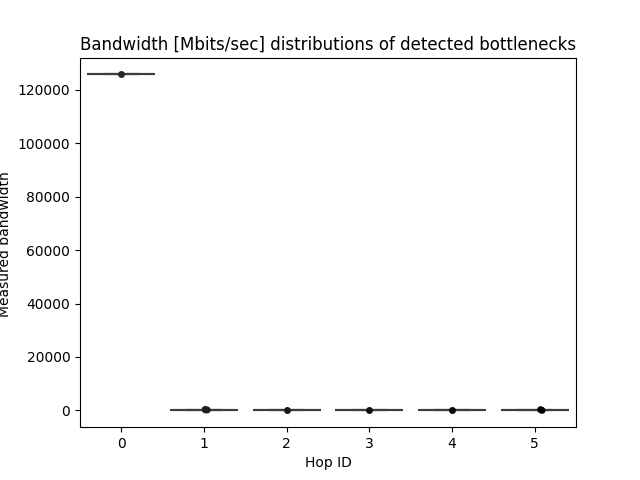 Bandwidth [Mbits/sec] distributions of detected bottlenecks
120000
100000
80000
60000
40000
20000
0
Measured bandwidth
0 1 2 3 4 5
Hop ID